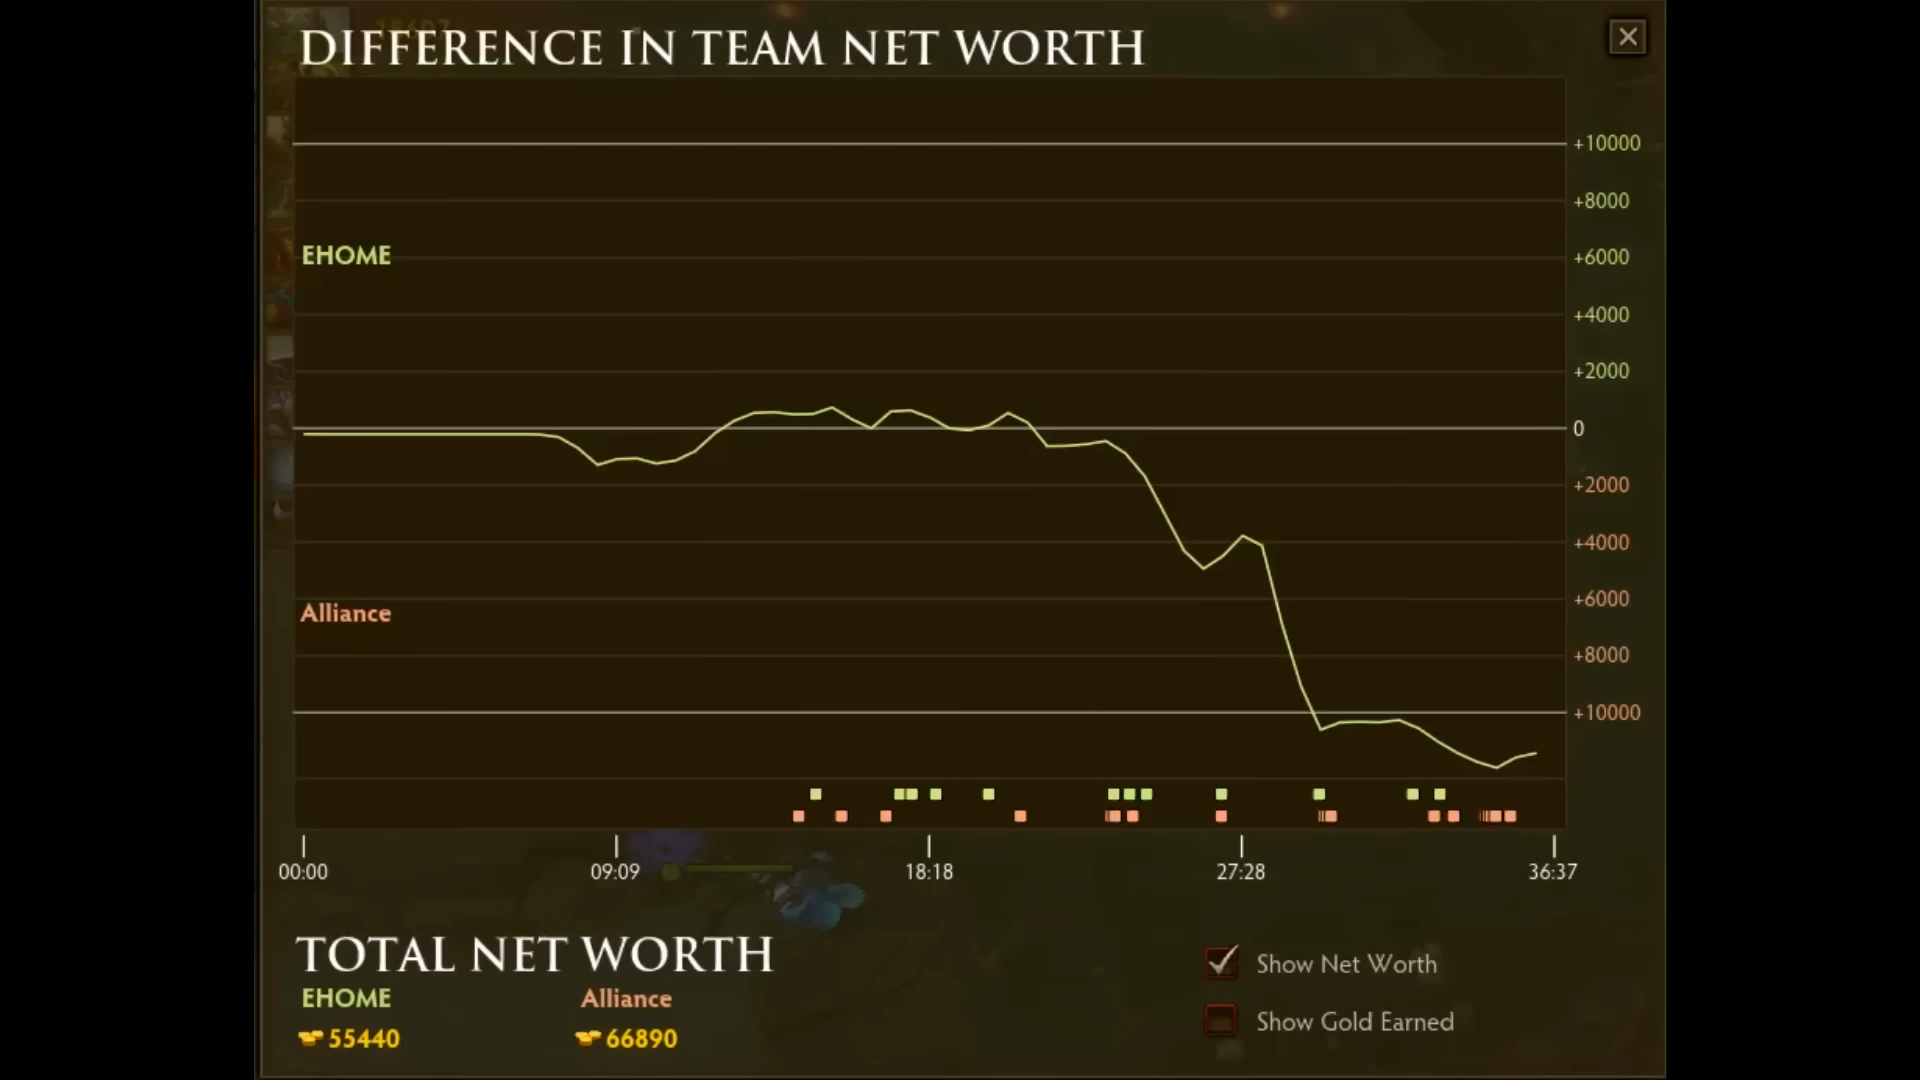 18607
DIFFERENCE IN TEAM NET WORTH
+10000
+8000
EHOME
+6000
+4000
+2000
0
+2000
+4000
+6000
Alliance
+8000
+10000
00:00 09:09 18:18 27:28 36:37
TOTAL NET WORTH
EHOME Alliance
55440 66890
Show Net Worth
Show Gold Earned